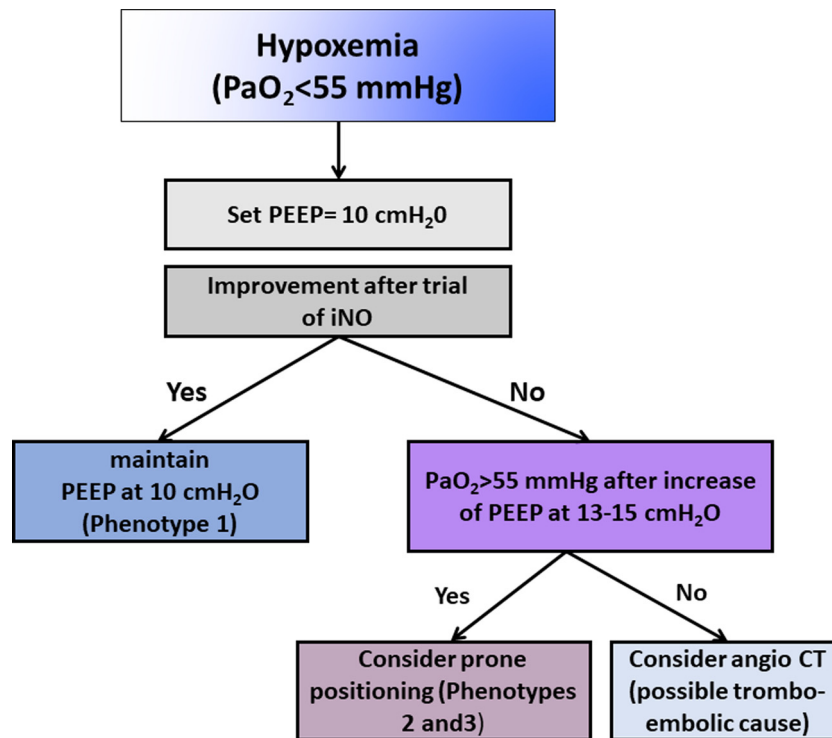 Hypoxemia
(PaO₂<55 mmHg)
Set PEEP= 10 cmH₂0
Improvement after trial
of iNO
Yes
No
maintain
PEEP at 10 cmH₂O
(Phenotype 1)
PaO₂>55 mmHg after increase
of PEEP at 13-15 cmH₂O
Yes
No
Consider prone
positioning (Phenotypes
2 and3)
Consider angio CT
(possible trombo-
embolic cause)